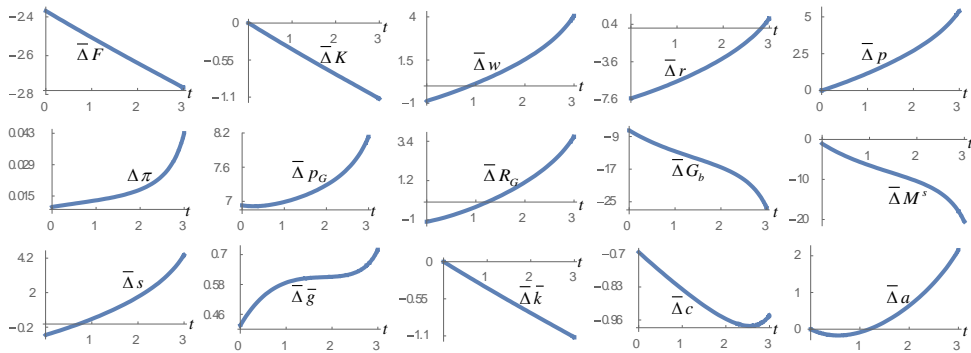 −2.4
−2.6
−2.8
Δ̅ F
0 1 2 3 t
0
−0.55
−1.1
Δ̅ K
1 2 3 t
4
1.5
−1
Δ̅ w
1 2 3 t
0.4
−3.6
−7.6
Δ̅ r
1 2 3 t
5
2.5
0
Δ̅ p
0 1 2 3 t
0.043
0.029
0.015
Δ π
0 1 2 3 t
8.2
7.6
7
Δ̅ p_G
0 1 2 3 t
3.4
1.2
−1
Δ̅ R_G
1 2 3 t
−9
−17
−25
Δ̅ G_b
0 1 2 3 t
0
−10
−20
Δ̅ M^s
1 2 3 t
4.2
2
−0.2
Δ̅ s
1 2 3 t
0.7
0.58
0.46
Δ̅ g̅
0 1 2 3 t
0
−0.55
−1.1
Δ̅ k̅
1 2 3 t
−0.7
−0.83
−0.96
Δ̅ c
0 1 2 3 t
2
1
0
Δ̅ a
0 1 2 3 t